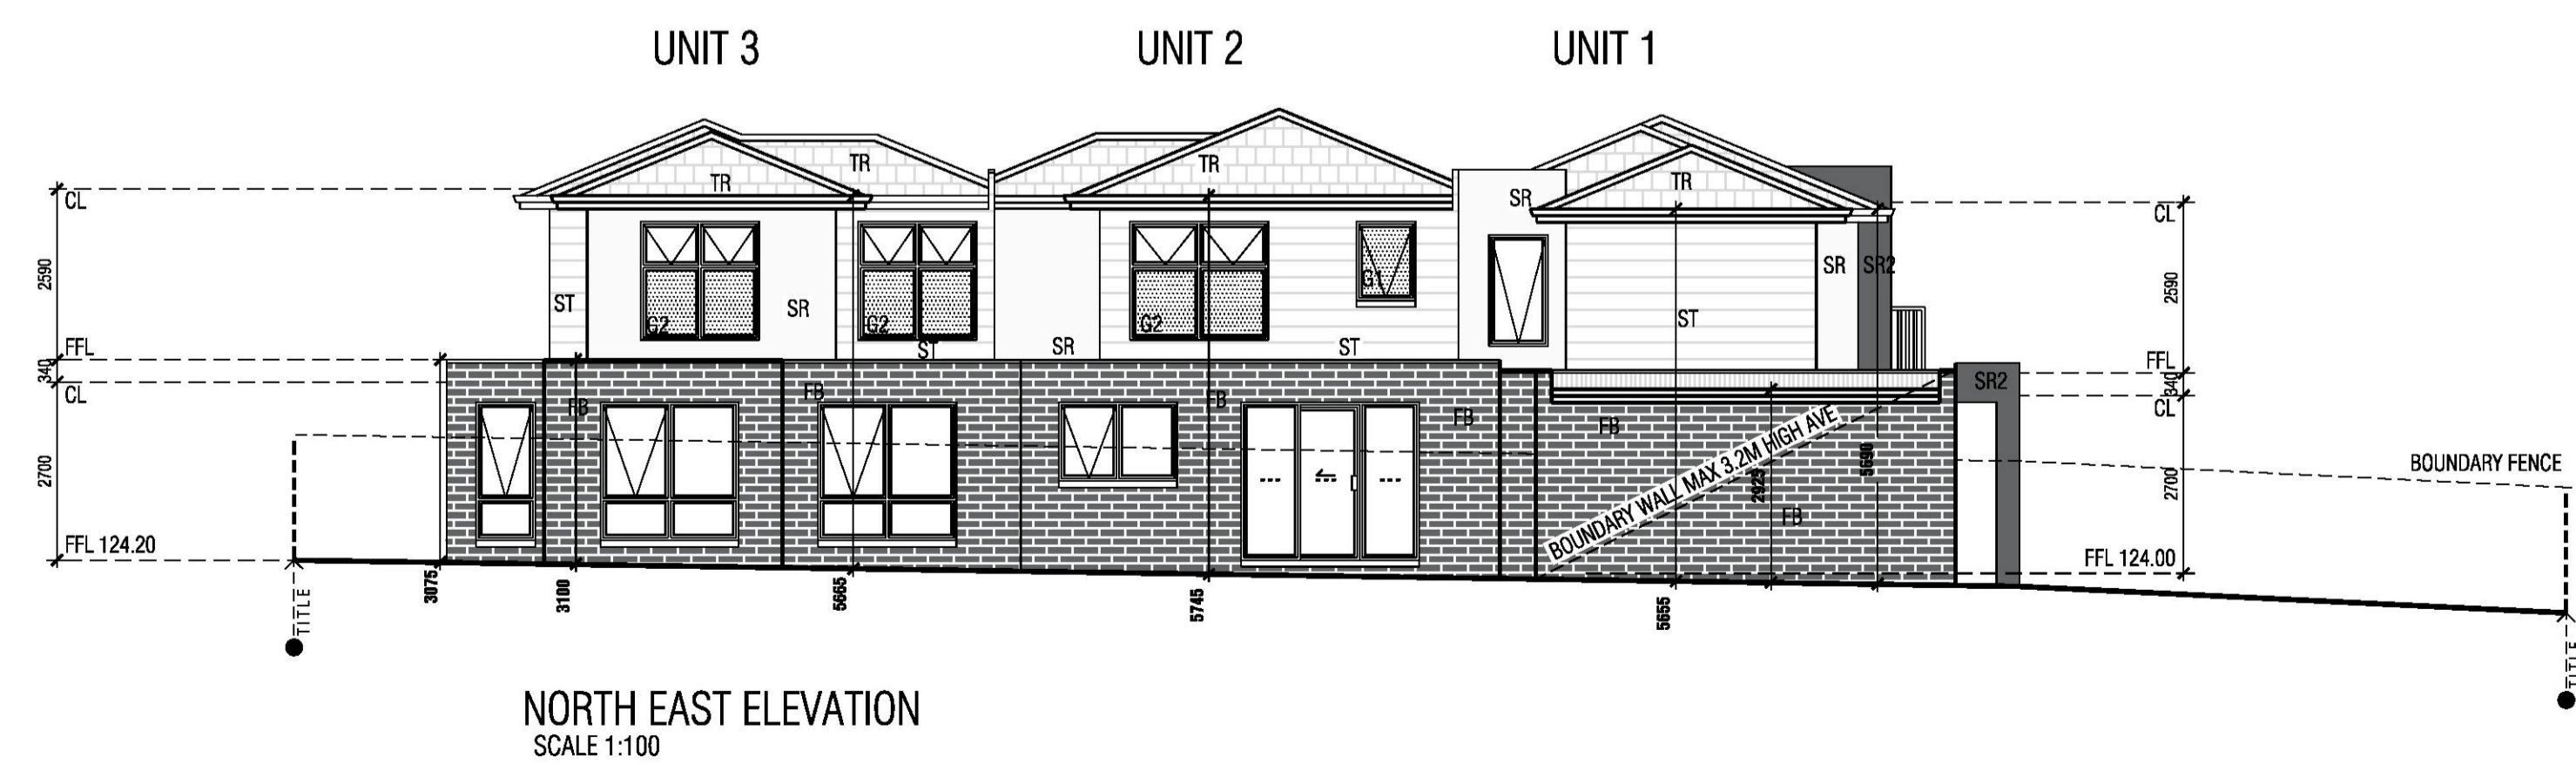 UNIT 3
UNIT 2
UNIT 1
TR
TR
TR
TR
SR
CL
CL
2590
2590
ST
SR
G2
G2
ST
SR
G2
G1
ST
ST
SR
SR2
FFL
340
CL
FFL
340
CL
SR2
FB
FB
FB
FB
FB
FB
BOUNDARY WALL MAX 3.2M HIGH AVE
2925
5690
2700
2700
BOUNDARY FENCE
FFL 124.20
FFL 124.00
3075
3100
5665
5745
5655
TITLE
TITLE
NORTH EAST ELEVATION
SCALE 1:100